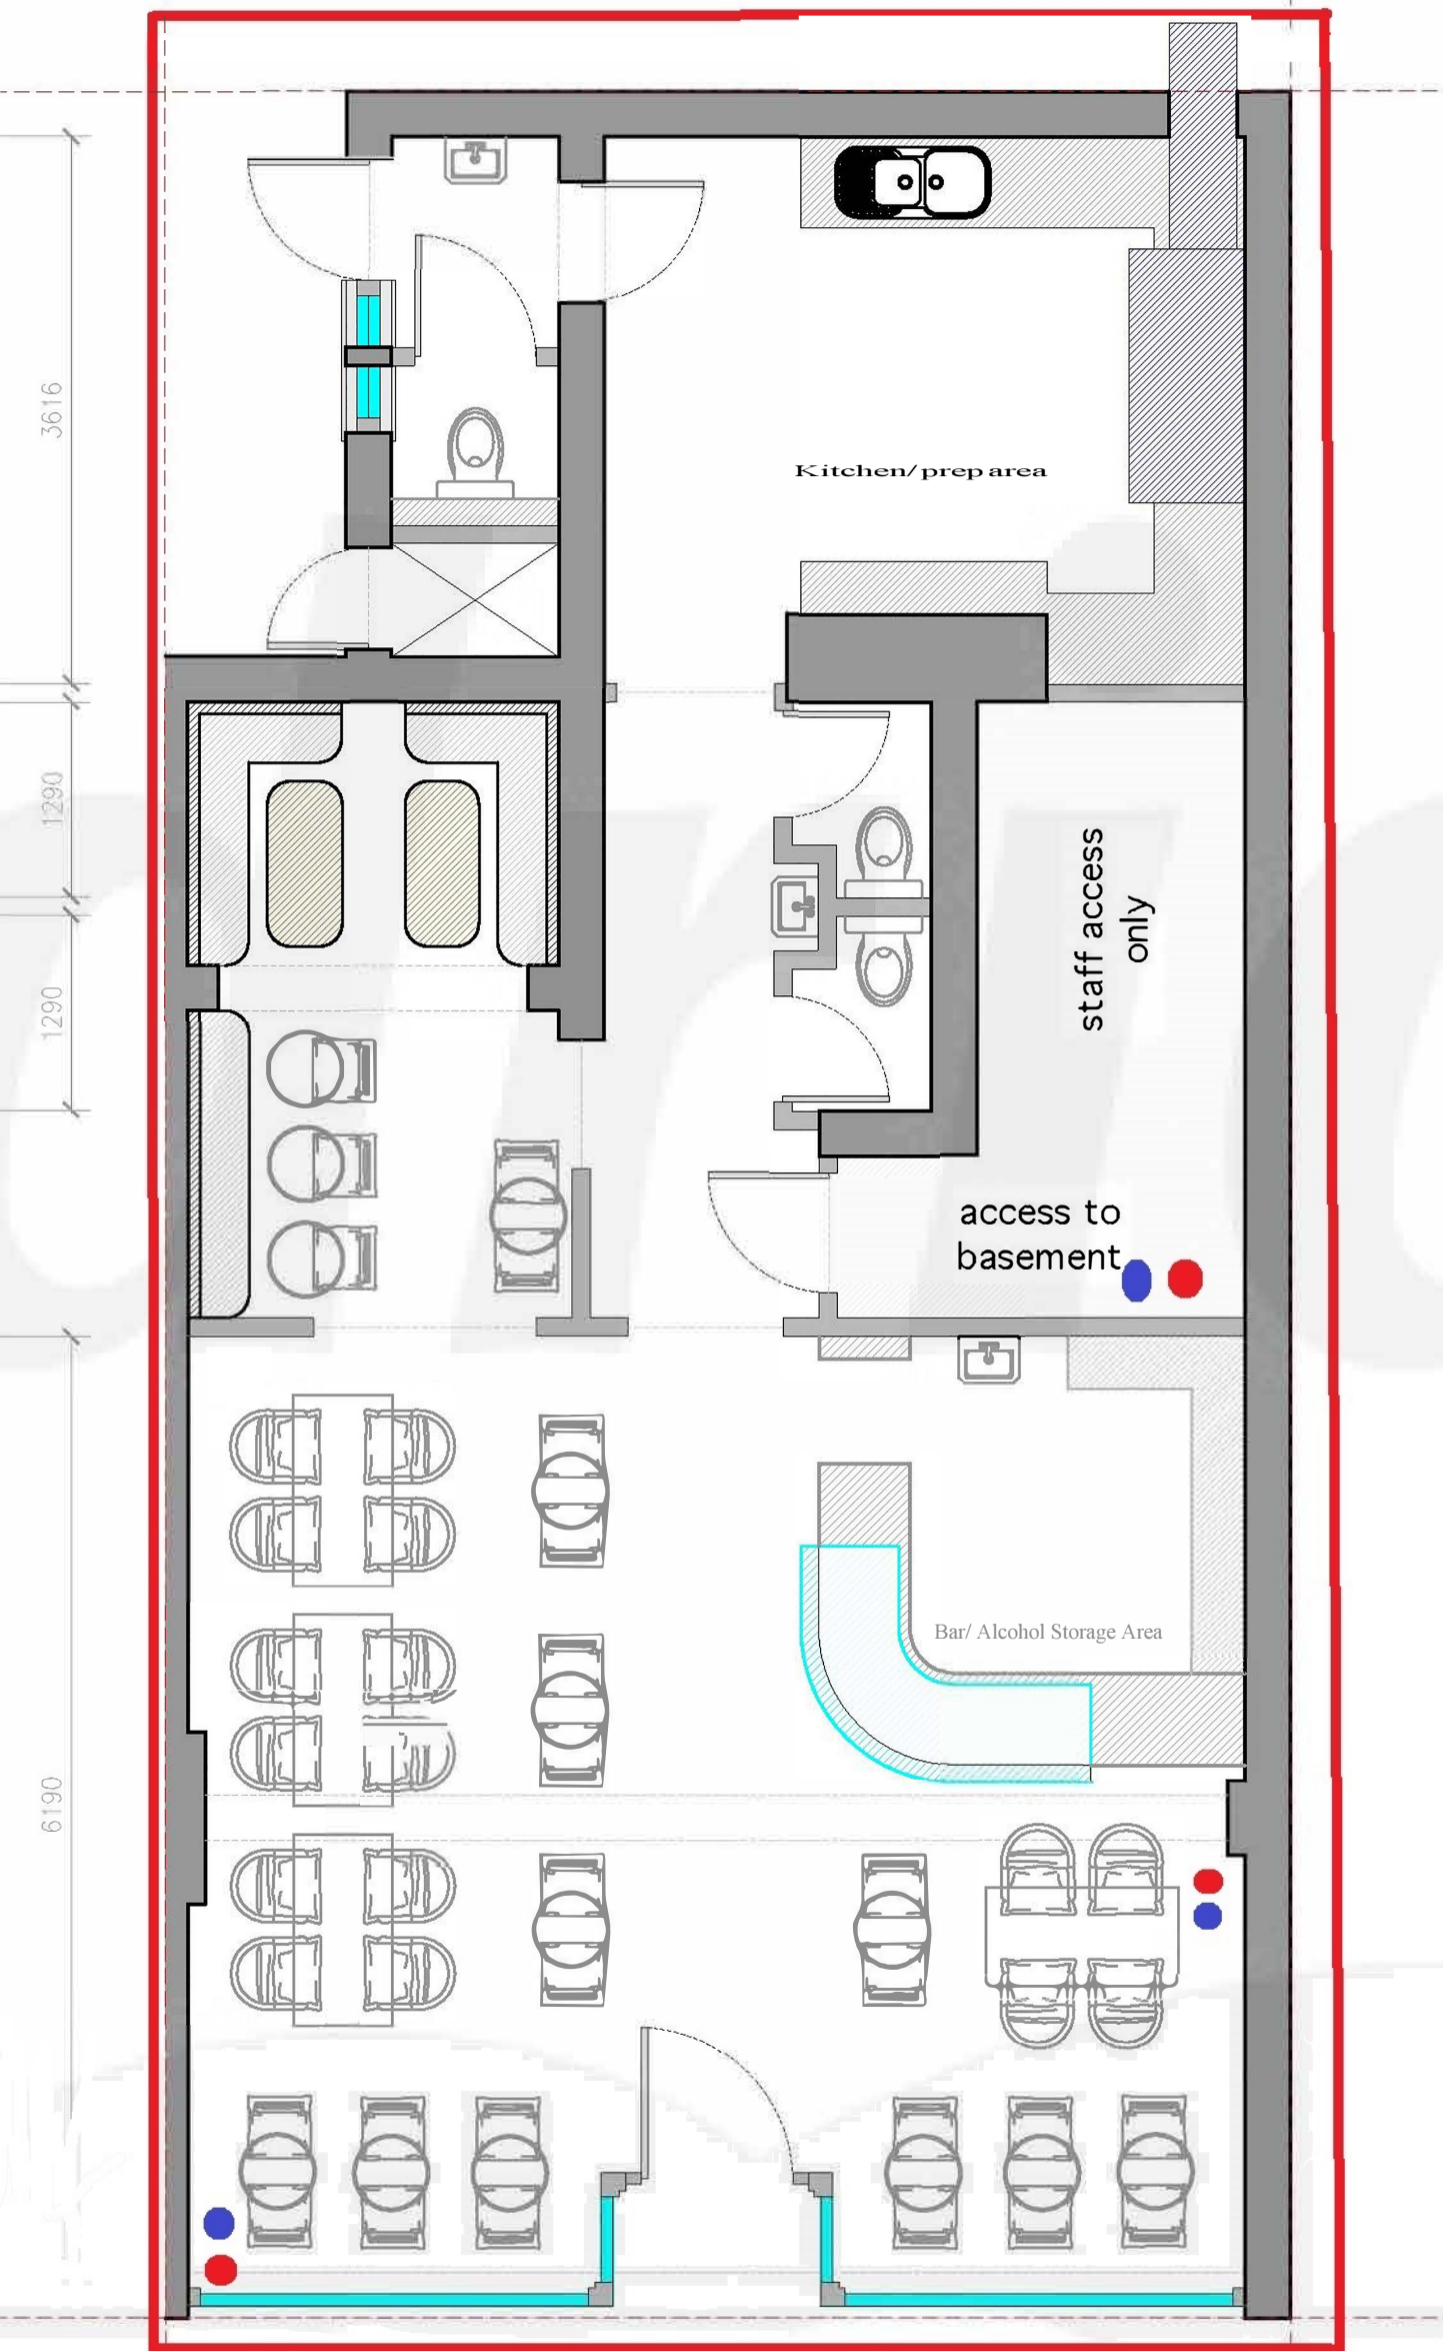 3616
Kitchen/prep area
1290
staff access
only
1290
access to
basement
Bar/ Alcohol Storage Area
6190